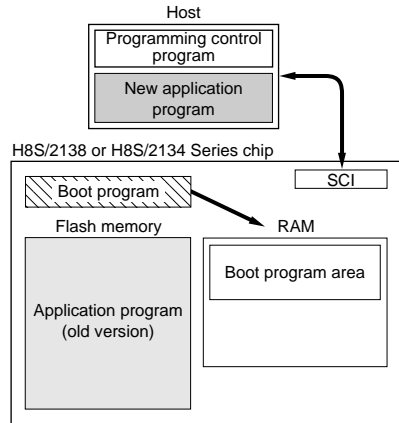 Host
Programming control
program
New application
program
H8S/2138 or H8S/2134 Series chip
SCI
Boot program
Flash memory
RAM
Boot program area
Application program
(old version)